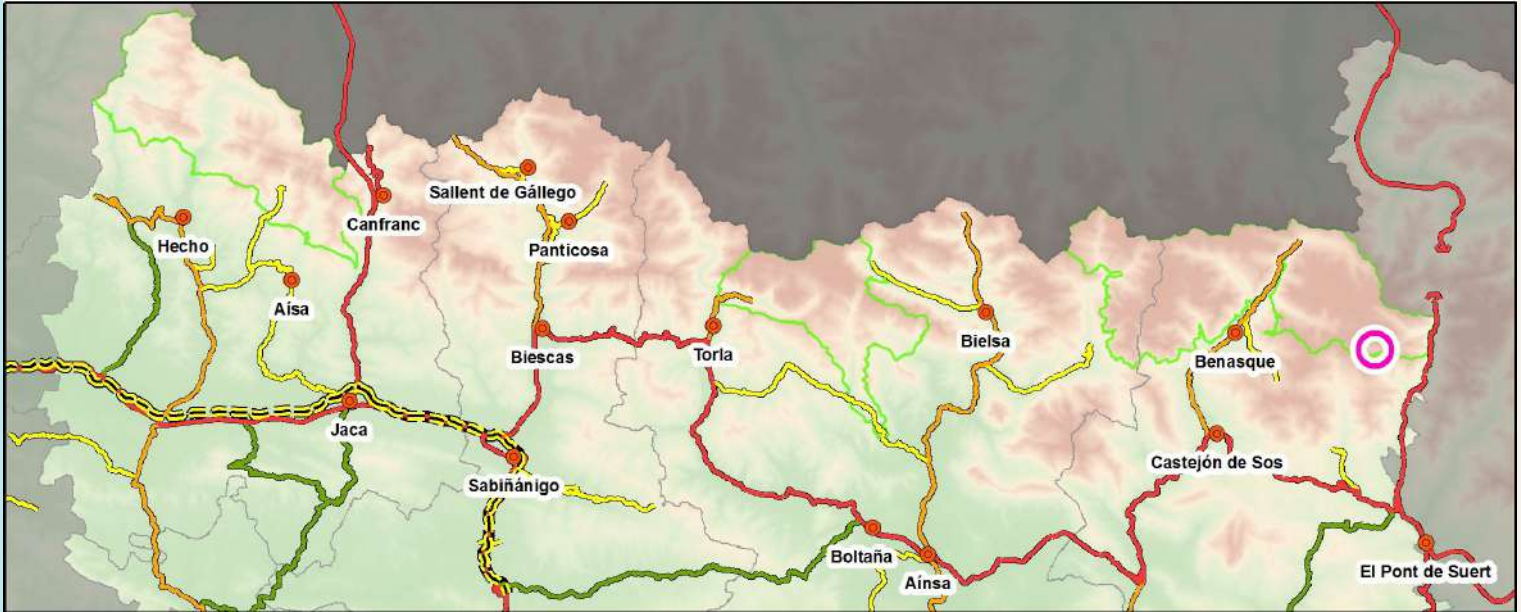 Sallent de Gállego
Canfranc
Hecho
Panticosa
Aísa
Bielsa
Biescas
Torla
Benasque
Jaca
Castejón de Sos
Sabiñánigo
Boltaña
Aínsa
El Pont de Suert